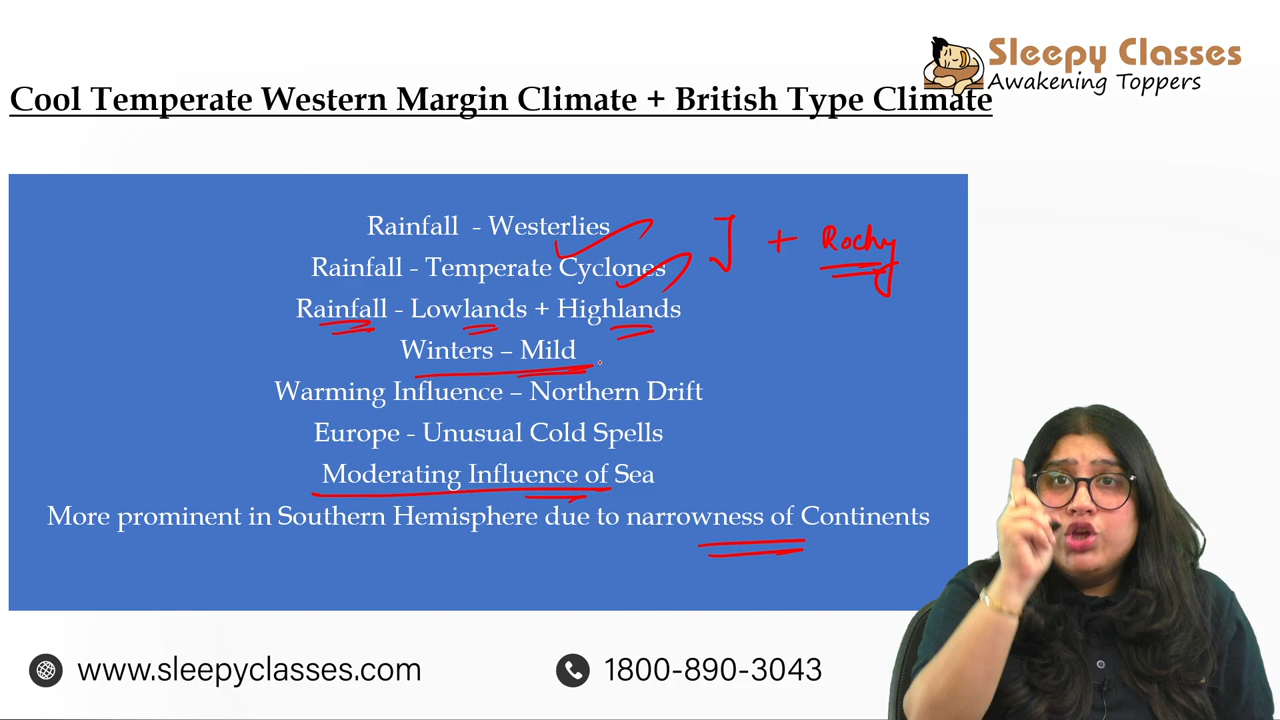 Sleepy Classes
Awakening Toppers
Cool Temperate Western Margin Climate + British Type Climate
Rainfall - Westerlies
Rainfall - Temperate Cyclones
] + Rocky
Rainfall - Lowlands + Highlands
Winters – Mild
Warming Influence – Northern Drift
Europe - Unusual Cold Spells
Moderating Influence of Sea
More prominent in Southern Hemisphere due to narrowness of Continents
www.sleepyclasses.com
1800-890-3043